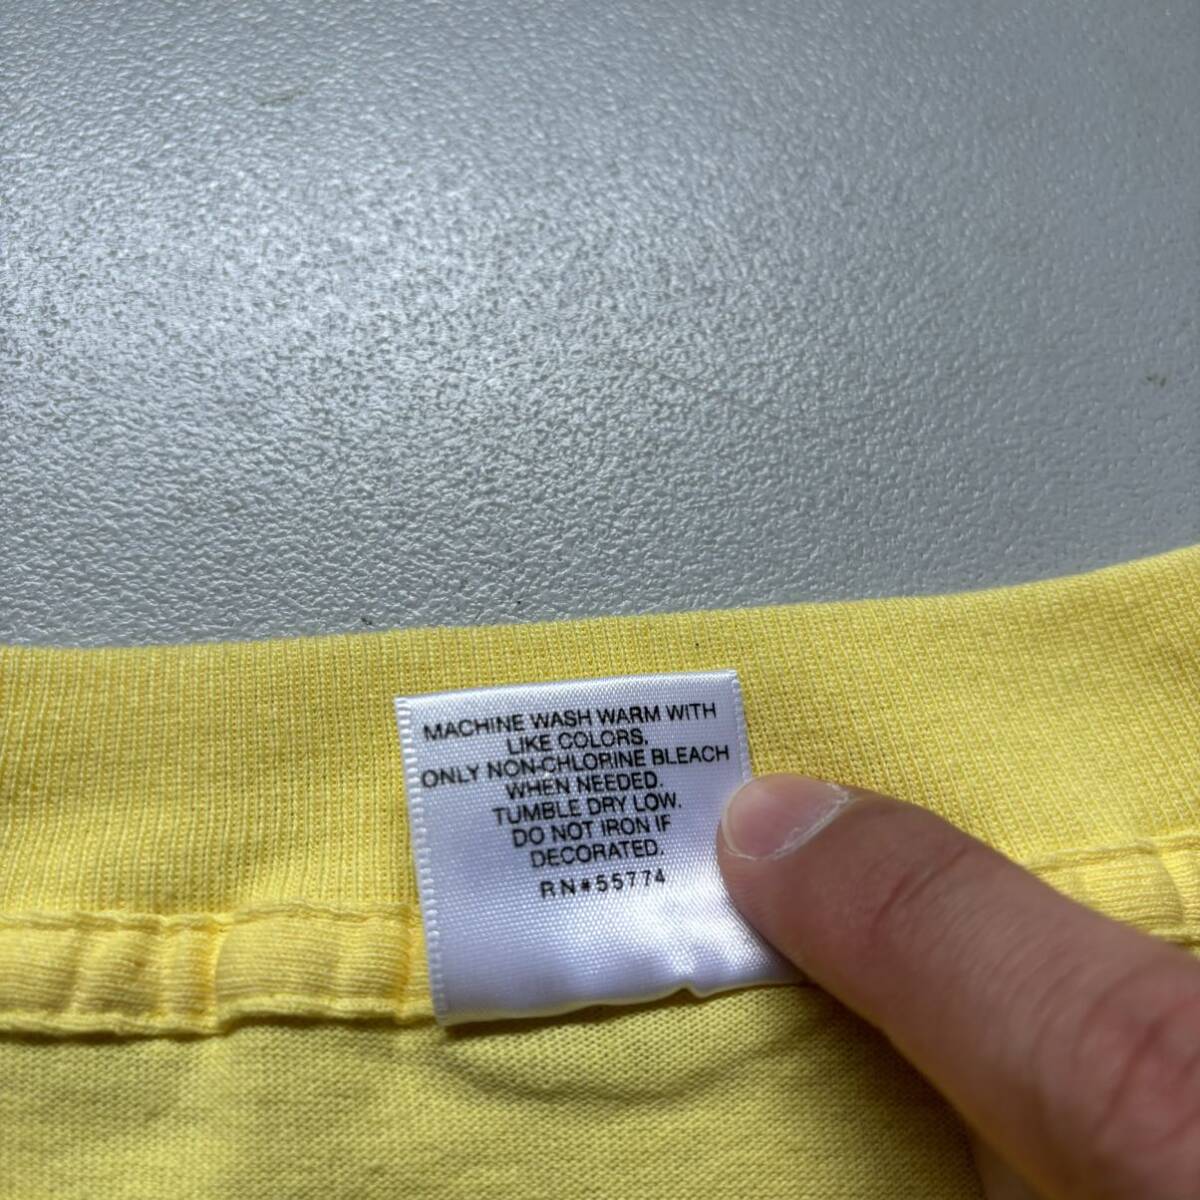 MACHINE WASH WARM WITH
LIKE COLORS.
ONLY NON-CHLORINE BLEACH
WHEN NEEDED.
TUMBLE DRY LOW.
DO NOT IRON IF
DECORATED.
RN#55774